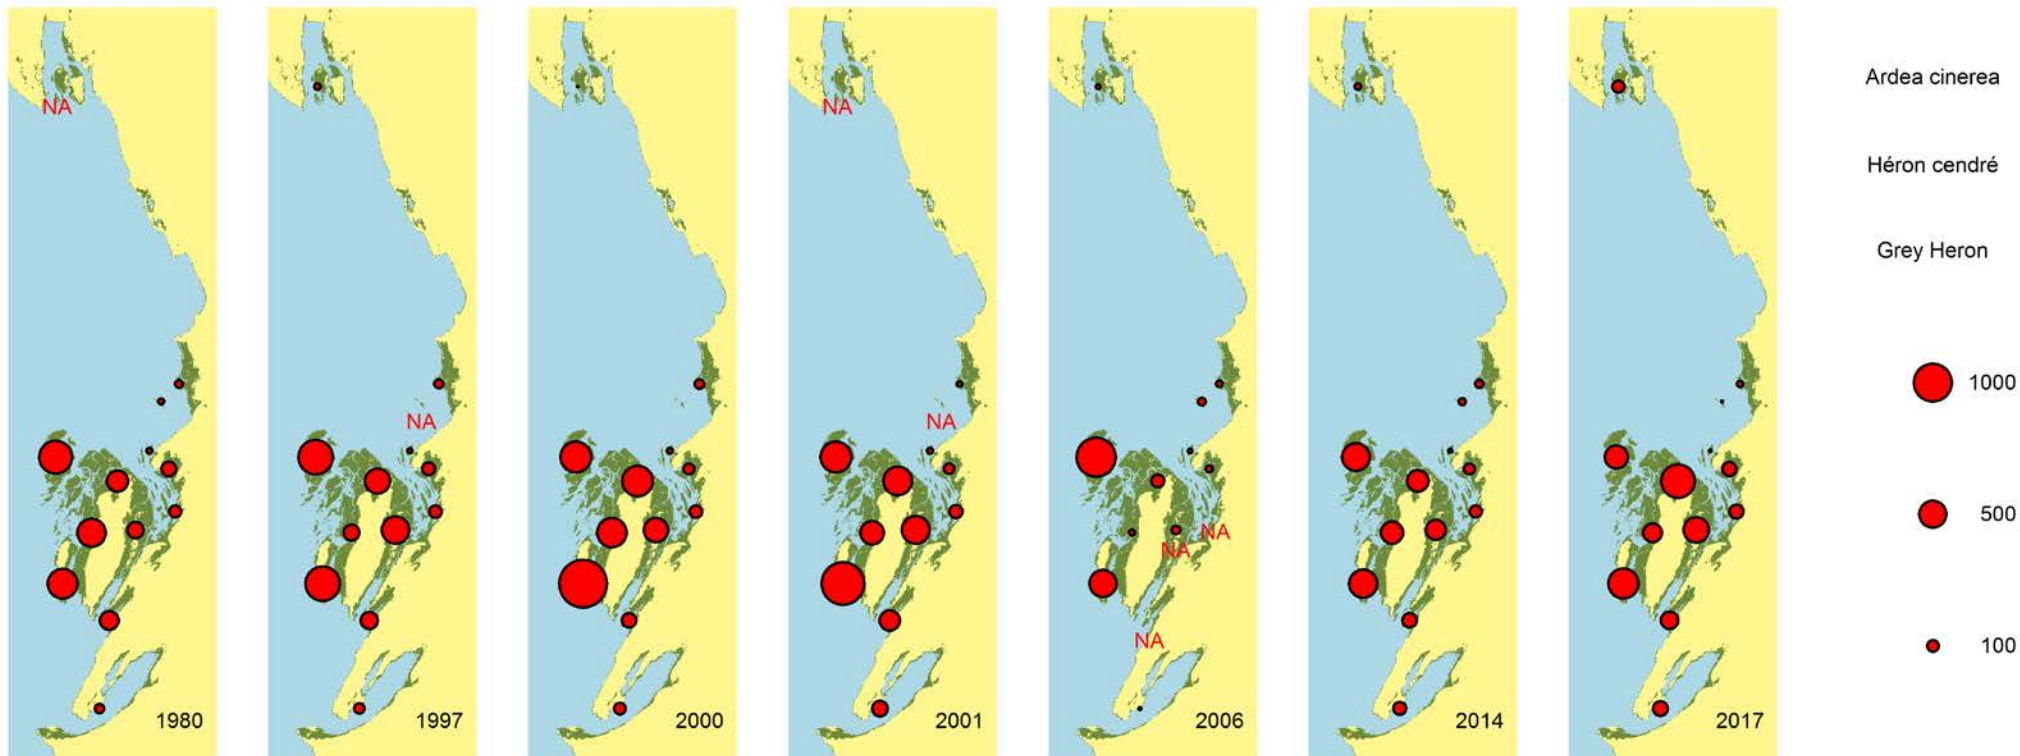 NA
1980
NA
1997
2000
NA
NA
2001
NA
NA
NA
2006
2014
2017
Ardea cinerea
Héron cendré
Grey Heron
1000
500
100